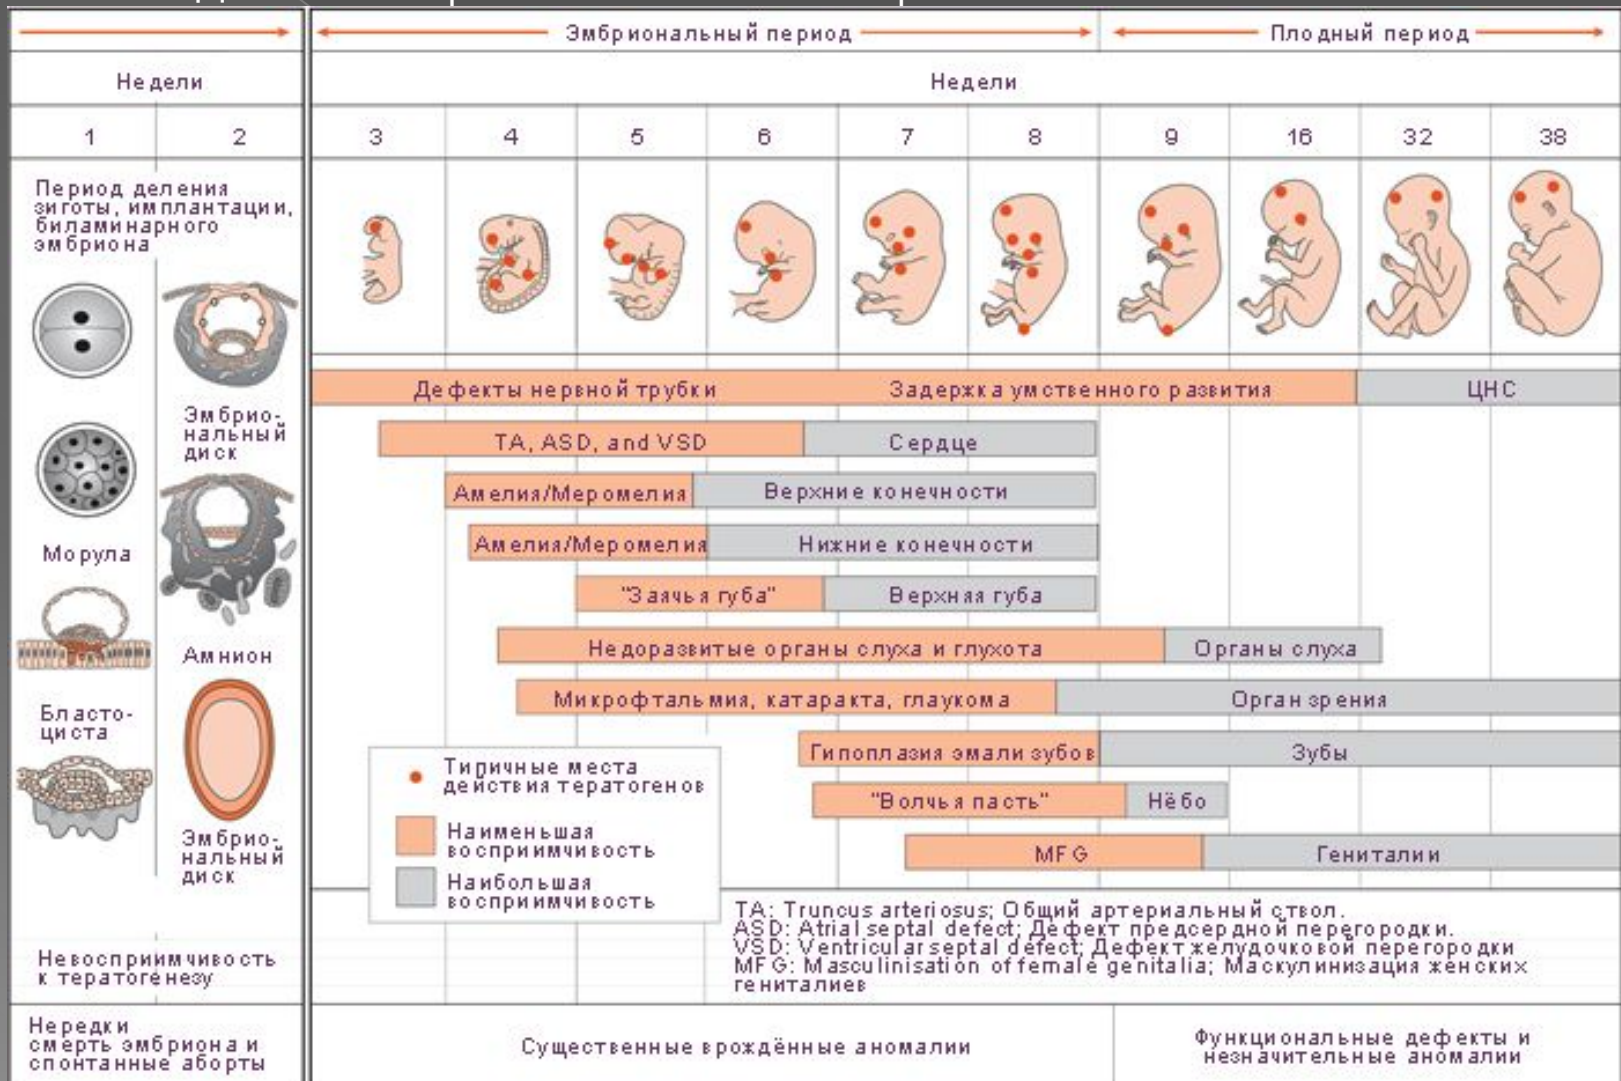 Эмбриональный период
Плодный период
Недели
Недели
1
2
3
4
5
6
7
8
9
16
32
38
Период деления
зиготы, имплантации,
биламинарного
эмбриона
Эмбрио-
нальный
диск
Морула
Амнион
Бласто-
циста
Эмбрио-
нальный
диск
Невосприимчивость
к тератогенезу
Нередки
смерть эмбриона и
спонтанные аборты
Дефекты нервной трубки
Задержка умственного развития
ЦНС
TA, ASD, and VSD
Сердце
Амелия/Меромелия
Верхние конечности
Амелия/Меромелия
Нижние конечности
"Заячья губа"
Верхняя губа
Недоразвитые органы слуха и глухота
Органы слуха
Микрофтальмия, катаракта, глаукома
Орган зрения
Гипоплазия эмали зубов
Зубы
"Волчья пасть"
Нёбо
MFG
Гениталии
Типичные места
действия тератогенов
Наименьшая
восприимчивость
Наибольшая
восприимчивость
TA: Truncus arteriosus; Общий артериальный ствол.
ASD: Atrial septal defect; Дефект предсердной перегородки.
VSD: Ventricular septal defect; Дефект желудочковой перегородки
MFG: Masculinisation of female genitalia; Маскулинизация женских
гениталиев
Существенные врождённые аномалии
Функциональные дефекты и
незначительные аномалии